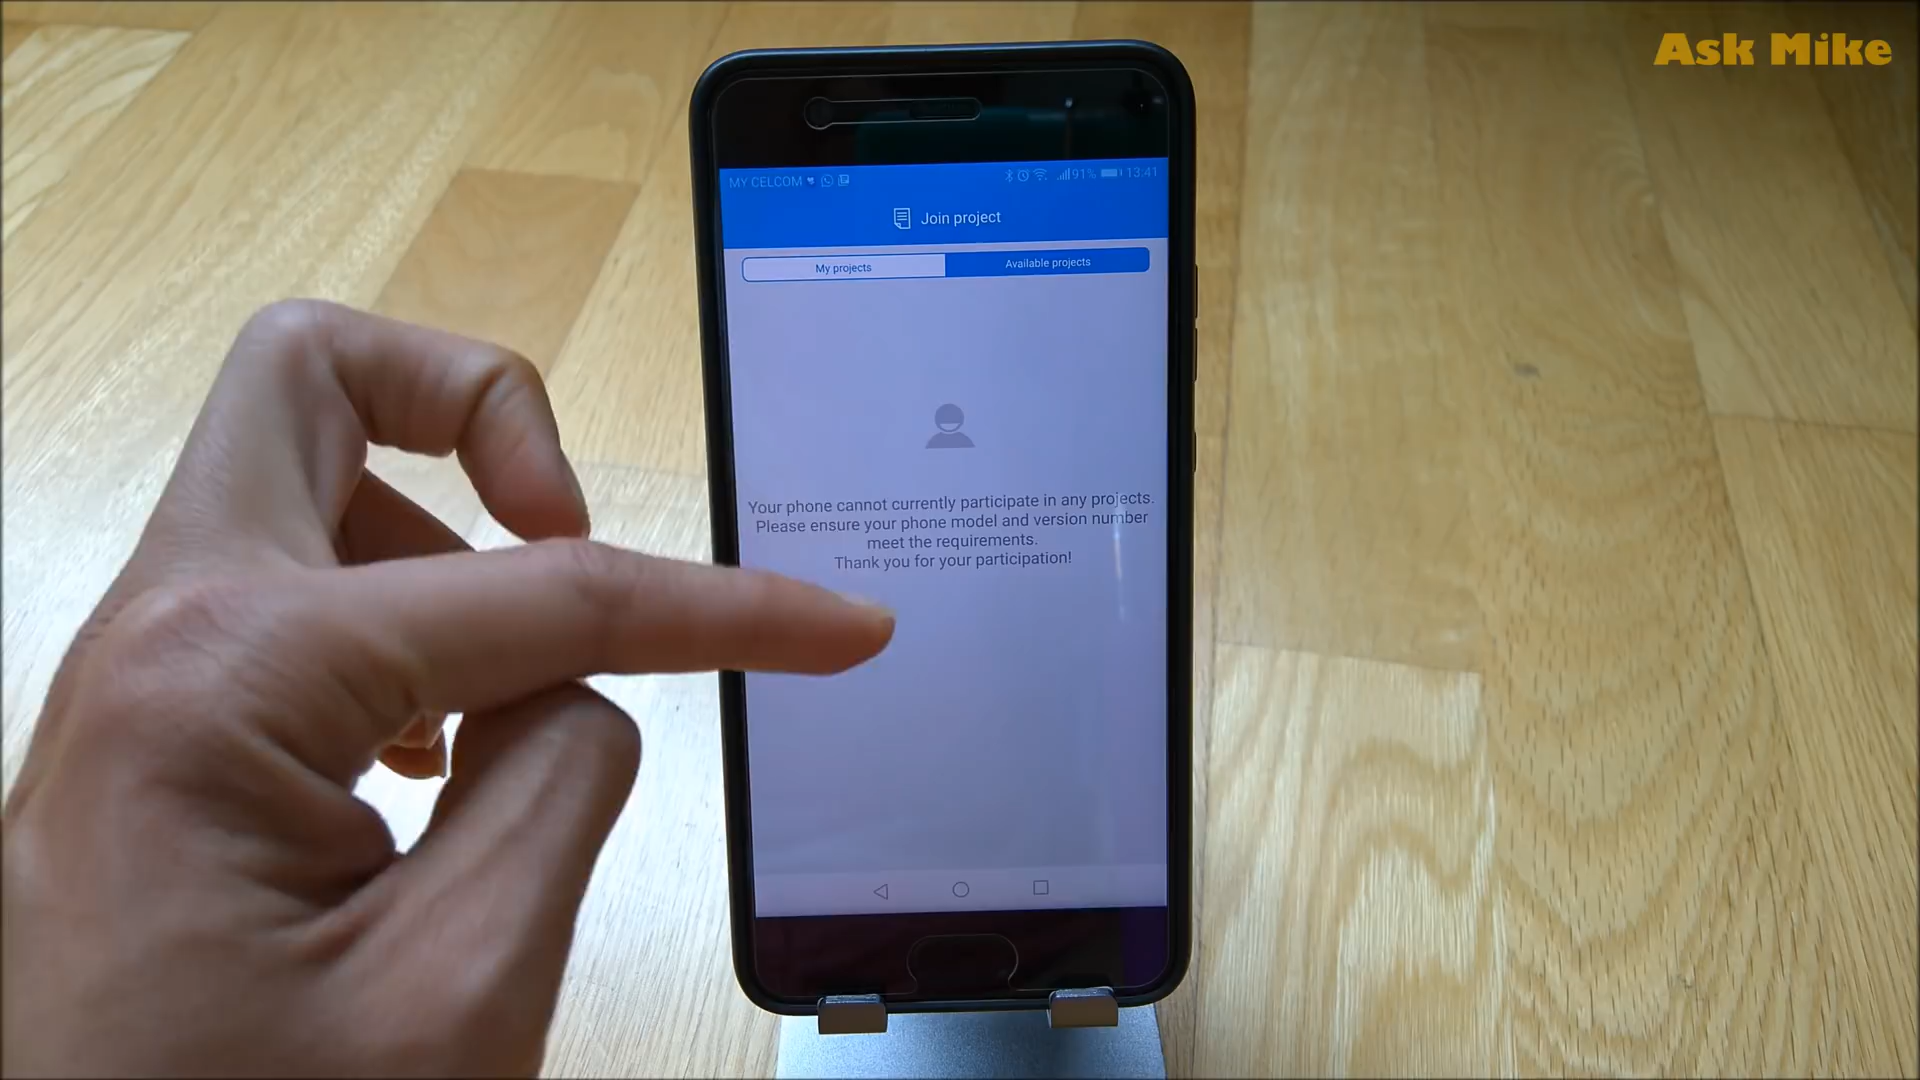 Ask Mike
MY CELCOM
91% 13:41
Join project
My projects
Available projects
Your phone cannot currently participate in any projects.
Please ensure your phone model and version number
meet the requirements.
Thank you for your participation!